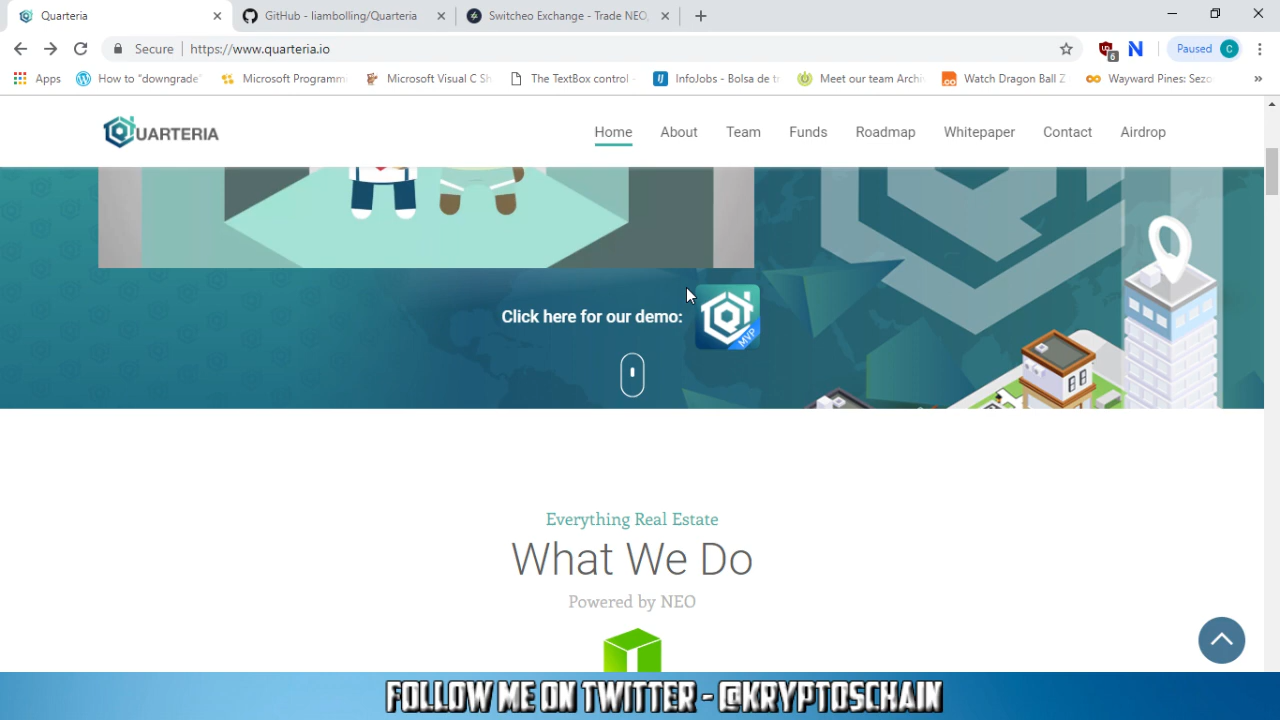 Quarteria
GitHub - liambolling/Quarteria
Switcheo Exchange - Trade NEO,
Secure
https://www.quarteria.io
6
N
Paused
C
Apps
How to "downgrade"
Microsoft Programm
Microsoft Visual C Sh
The TextBox control -
InfoJobs - Bolsa de tr
Meet our team Archiv
Watch Dragon Ball Z
Wayward Pines: Sezo
QUARTERIA
Home
About
Team
Funds
Roadmap
Whitepaper
Contact
Airdrop
Click here for our demo:
MVP
Everything Real Estate
What We Do
Powered by NEO
FOLLOW ME ON TWITTER - @KRYPTOSCHAIN